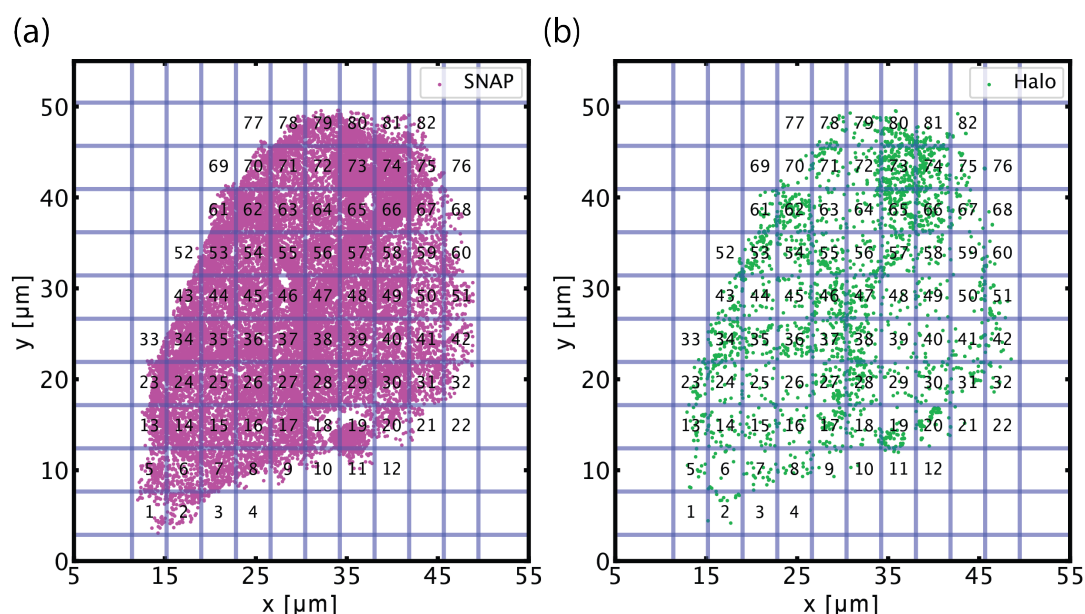 (a)
SNAP
50
77 78 79 80 81 82
69 70 71 72 73 74 75 76
40
61 62 63 64 65 66 67 68
52 53 54 55 56 57 58 59 60
30
43 44 45 46 47 48 49 50 51
33 34 35 36 37 38 39 40 41 42
20
23 24 25 26 27 28 29 30 31 32
13 14 15 16 17 18 19 20 21 22
10
5 6 7 8 9 10 11 12
1 2 3 4
0
5 15 25 35 45 55
x [µm]
y [µm]
(b)
Halo
50
77 78 79 80 81 82
69 70 71 72 73 74 75 76
40
61 62 63 64 65 66 67 68
52 53 54 55 56 57 58 59 60
30
43 44 45 46 47 48 49 50 51
33 34 35 36 37 38 39 40 41 42
20
23 24 25 26 27 28 29 30 31 32
13 14 15 16 17 18 19 20 21 22
10
5 6 7 8 9 10 11 12
1 2 3 4
0
5 15 25 35 45 55
x [µm]
y [µm]